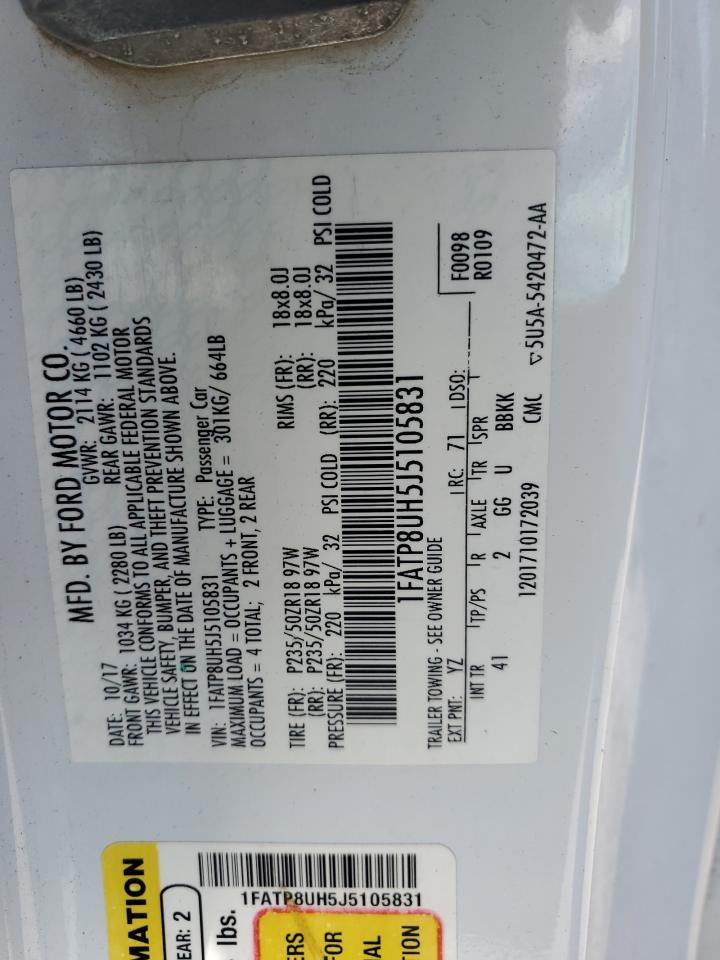 MFD. BY FORD MOTOR CO.
DATE: 10/17 GVWR: 2114 KG ( 4660 LB)
FRONT GAWR: 1034 KG ( 2280 LB) REAR GAWR: 1102 KG ( 2430 LB)
THIS VEHICLE CONFORMS TO ALL APPLICABLE FEDERAL MOTOR
VEHICLE SAFETY, BUMPER, AND THEFT PREVENTION STANDARDS
IN EFFECT ON THE DATE OF MANUFACTURE SHOWN ABOVE.
VIN: 1FATP8UH5J5105831 TYPE: Passenger Car
MAXIMUM LOAD = OCCUPANTS + LUGGAGE = 301KG/ 664LB
OCCUPANTS = 4 TOTAL; 2 FRONT, 2 REAR
TIRE (FR): P235/50ZR18 97W RIMS (FR): 18x8.0J
(RR): P235/50ZR18 97W (RR): 18x8.0J
PRESSURE (FR): 220 kPa/ 32 PSI COLD (RR): 220 kPa/ 32 PSI COLD
1FATP8UH5J5105831
TRAILER TOWING - SEE OWNER GUIDE
EXT PNT: YZ RC: 71 DSO: F0098
R0109
INT TR TP/PS R AXLE TR SPR
41 2 GG U BBKK
1201710172039 CMC 5U5A-5420472-AA
MATION
EAR: 2
lbs.
1FATP8UH5J5105831
ERS
FOR
AL
TION